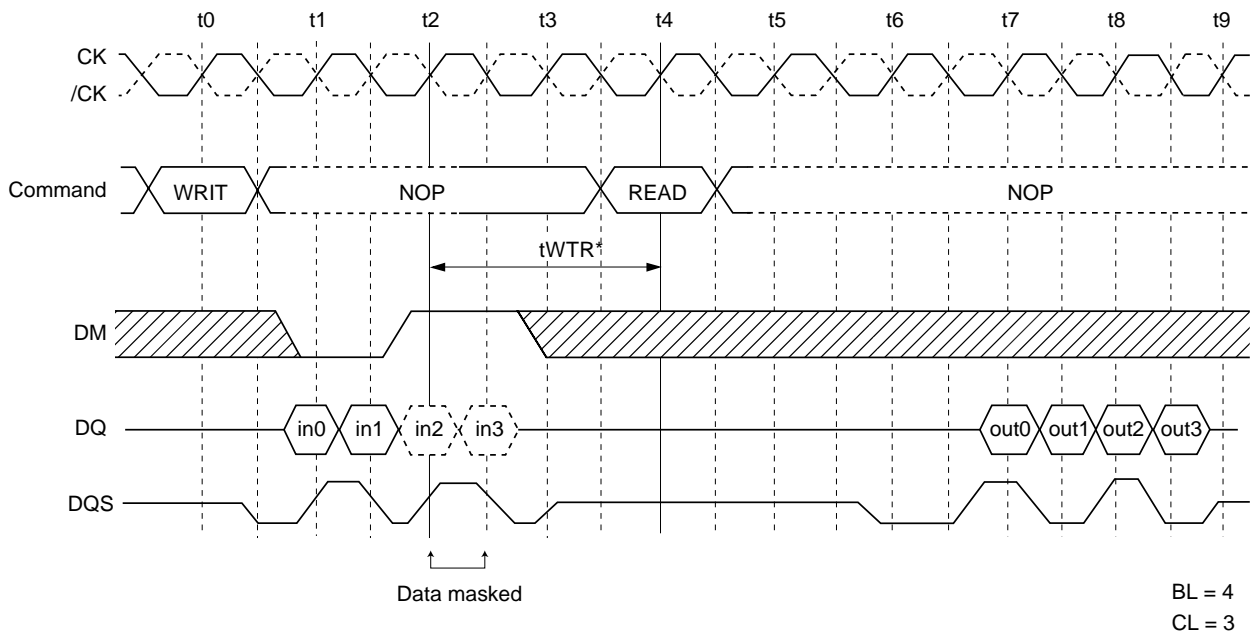 t0 t1 t2 t3 t4 t5 t6 t7 t8 t9
CK
/CK
Command WRIT NOP READ NOP
tWTR*
DM
DQ in0 in1 in2 in3 out0 out1 out2 out3
DQS
Data masked
BL = 4
CL = 3